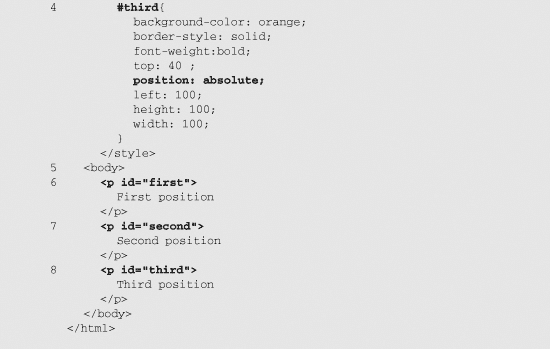 4 #third{
background-color: orange;
border-style: solid;
font-weight:bold;
top: 40 ;
position: absolute;
left: 100;
height: 100;
width: 100;
}
</style>
5 <body>
6 <p id="first">
First position
</p>
7 <p id="second">
Second position
</p>
8 <p id="third">
Third position
</p>
</body>
</html>